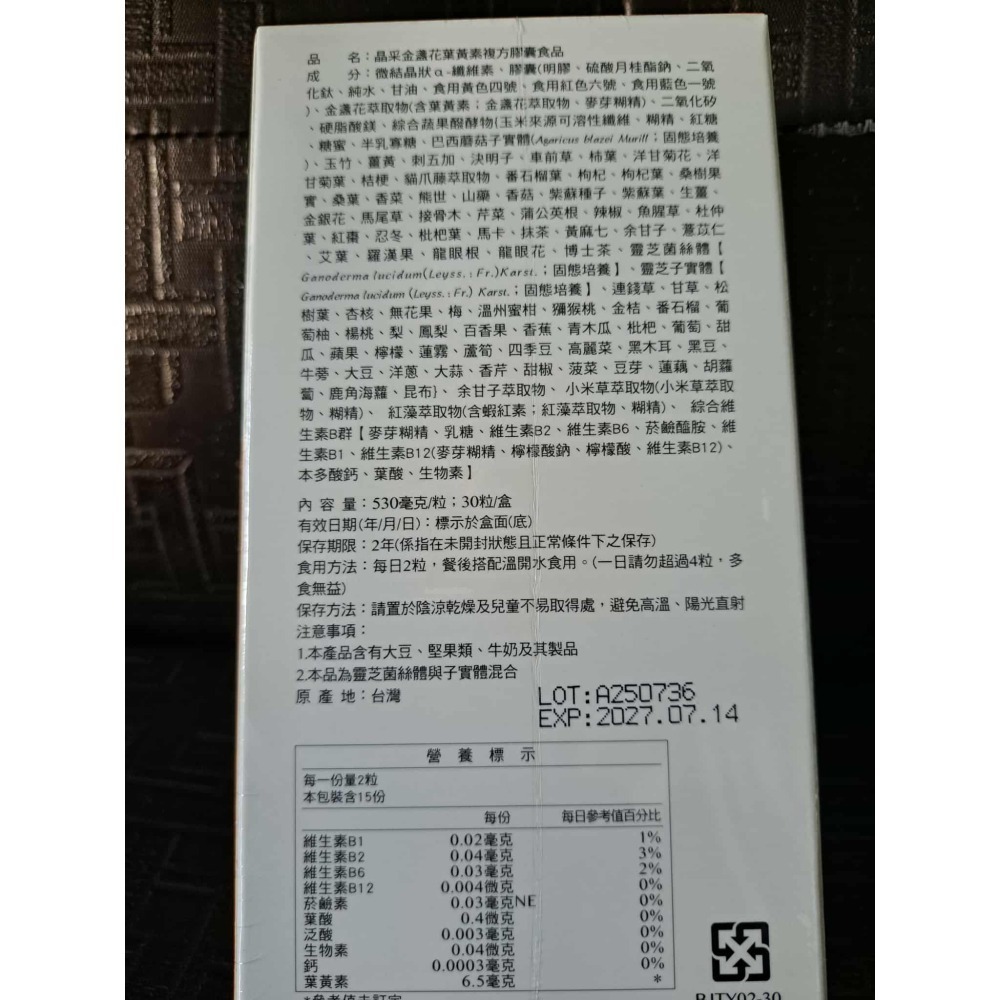 品　　名：晶采金盞花葉黃素複方膠囊食品
成　　分：微結晶狀α-纖維素、膠囊(明膠、硫酸月桂酯鈉、二氧
化鈦、純水、甘油、食用黃色四號、食用紅色六號、食用藍色一號
)、金盞花萃取物(含葉黃素；金盞花萃取物、麥芽糊精)、二氧化矽
、硬脂酸鎂、綜合蔬果醱酵物{玉米來源可溶性纖維、糊精、紅糖
、糖蜜、半乳寡糖、巴西蘑菇子實體(Agaricus blazei Murill；固態培養
)、玉竹、薑黃、刺五加、決明子、車前草、柿葉、洋甘菊花、洋
甘菊葉、桔梗、貓爪藤萃取物、番石榴葉、枸杞、枸杞葉、桑樹果
實、桑葉、香菜、熊笹、山藥、香菇、紫蘇種子、紫蘇葉、生薑、
金銀花、馬尾草、接骨木、芹菜、蒲公英根、辣椒、魚腥草、杜仲
葉、紅棗、忍冬、枇杷葉、馬卡、抹茶、黃麻七、余甘子、薏苡仁
、艾葉、羅漢果、龍眼根、龍眼花、博士茶、靈芝菌絲體【
Ganoderma lucidum(Leyss.：Fr.)Karst.；固態培養】、靈芝子實體【
Ganoderma lucidum (Leyss.：Fr.) Karst.；固態培養】、連錢草、甘草、松
樹葉、杏核、無花果、梅、溫州蜜柑、獼猴桃、金桔、番石榴、葡
萄柚、楊桃、梨、鳳梨、百香果、香蕉、青木瓜、枇杷、葡萄、甜
瓜、蘋果、檸檬、蓮霧、蘆筍、四季豆、高麗菜、黑木耳、黑豆、
牛蒡、大豆、洋蔥、大蒜、香芹、甜椒、菠菜、豆芽、蓮藕、胡蘿
蔔、鹿角海蘿、昆布}、余甘子萃取物、小米草萃取物(小米草萃取
物、糊精)、紅藻萃取物(含蝦紅素；紅藻萃取物、糊精)、綜合維
生素B群【麥芽糊精、乳糖、維生素B2、維生素B6、菸鹼醯胺、維
生素B1、維生素B12(麥芽糊精、檸檬酸鈉、檸檬酸、維生素B12)、
本多酸鈣、葉酸、生物素】
內 容 量：530毫克/粒；30粒/盒
有效日期(年/月/日)：標示於盒面(底)
保存期限：2年(係指在未開封狀態且正常條件下之保存)
食用方法：每日2粒，餐後搭配溫開水食用。(一日請勿超過4粒，多
食無益)
保存方法：請置於陰涼乾燥及兒童不易取得處，避免高溫、陽光直射
注意事項：
1.本產品含有大豆、堅果類、牛奶及其製品
2.本品為靈芝菌絲體與子實體混合
原 產 地：台灣
LOT:A250736
EXP:2027.07.14
營 養 標 示
每一份量2粒
本包裝含15份
每份　每日參考值百分比
維生素B1　0.02毫克　1%
維生素B2　0.04毫克　3%
維生素B6　0.03毫克　2%
維生素B12　0.004微克　0%
菸鹼素　0.03毫克NE　0%
葉酸　0.4微克　0%
泛酸　0.003毫克　0%
生物素　0.04微克　0%
鈣　0.0003毫克　0%
葉黃素　6.5毫克　*
*參考值未訂定
BJTY02-30